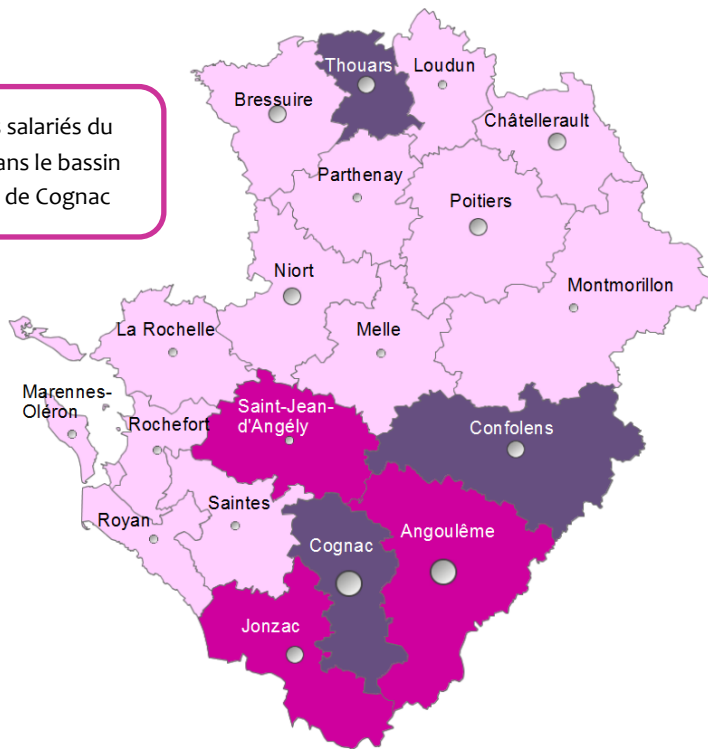 Thouars
Loudun
s salariés du
ans le bassin
de Cognac
Bressuire
Châtellerault
Parthenay
Poitiers
Niort
Montmorillon
La Rochelle
Melle
Marennes-
Oléron
Rochefort
Saint-Jean-
d'Angély
Confolens
Saintes
Royan
Cognac
Angoulême
Jonzac